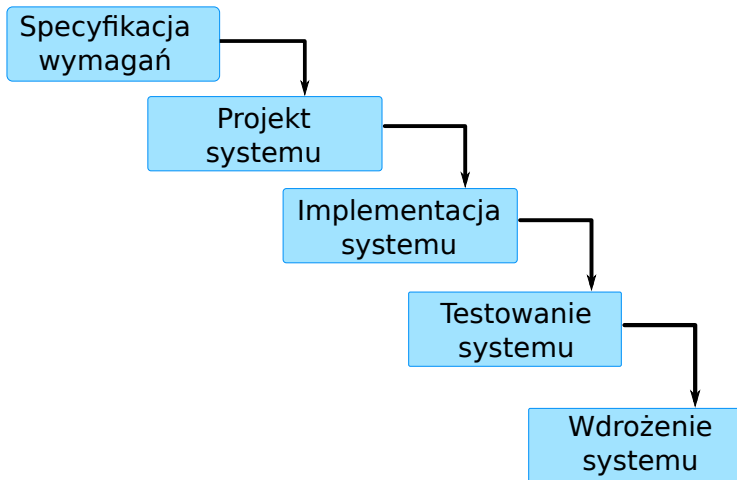 Specyfikacja
wymagań
Projekt
systemu
Implementacja
systemu
Testowanie
systemu
Wdrożenie
systemu